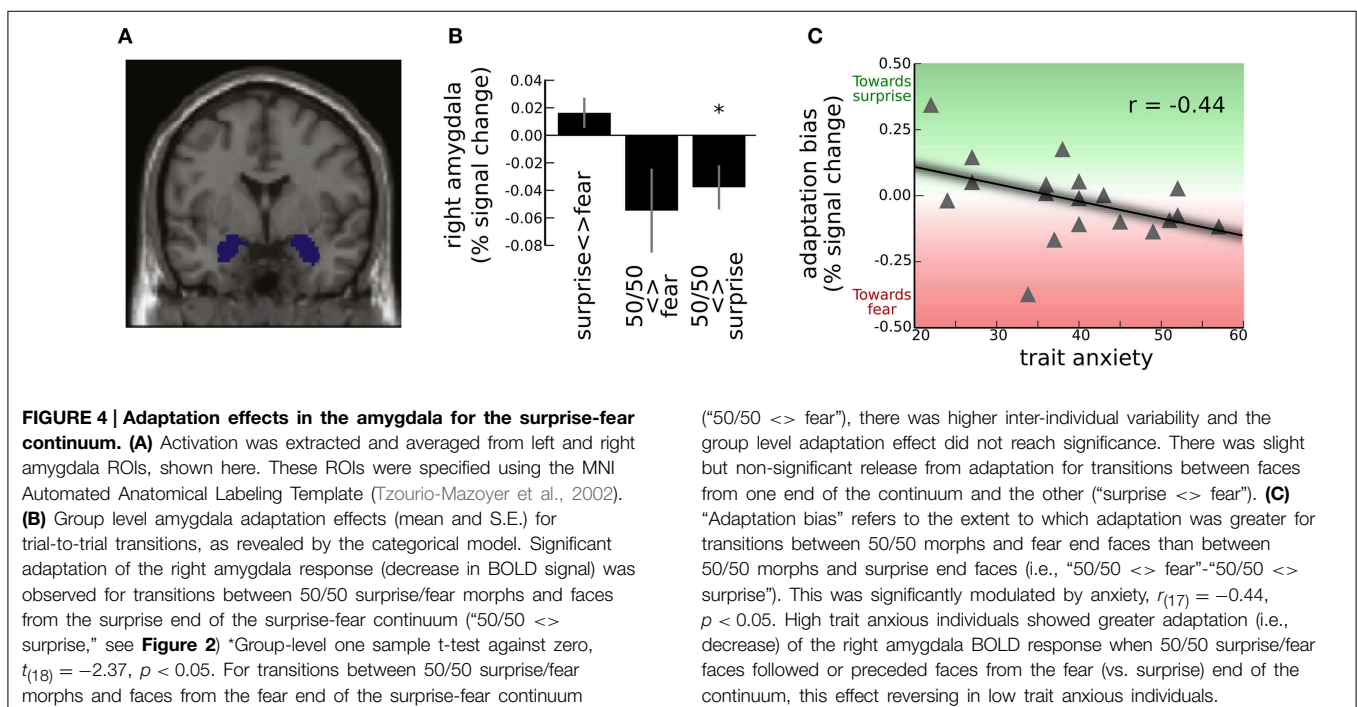 A
B
C
right amygdala
(% signal change)
0.04
0.02
0.00
-0.02
-0.04
-0.06
-0.08
*
surprise<>fear
50/50
<>
fear
50/50
<>
surprise
adaptation bias
(% signal change)
0.50
Towards
surprise
0.25
0.00
-0.25
Towards
fear
-0.50
r = -0.44
20
30
40
50
60
trait anxiety
FIGURE 4 | Adaptation effects in the amygdala for the surprise-fear
continuum. (A) Activation was extracted and averaged from left and right
amygdala ROIs, shown here. These ROIs were specified using the MNI
Automated Anatomical Labeling Template (Tzourio-Mazoyer et al., 2002).
(B) Group level amygdala adaptation effects (mean and S.E.) for
trial-to-trial transitions, as revealed by the categorical model. Significant
adaptation of the right amygdala response (decrease in BOLD signal) was
observed for transitions between 50/50 surprise/fear morphs and faces
from the surprise end of the surprise-fear continuum (“50/50 <>
surprise,” see Figure 2) *Group-level one sample t-test against zero,
t(18) = −2.37, p < 0.05. For transitions between 50/50 surprise/fear
morphs and faces from the fear end of the surprise-fear continuum
(“50/50 <> fear”), there was higher inter-individual variability and the
group level adaptation effect did not reach significance. There was slight
but non-significant release from adaptation for transitions between faces
from one end of the continuum and the other (“surprise <> fear”). (C)
“Adaptation bias” refers to the extent to which adaptation was greater for
transitions between 50/50 morphs and fear end faces than between
50/50 morphs and surprise end faces (i.e., “50/50 <> fear”-“50/50 <>
surprise”). This was significantly modulated by anxiety, r(17) = −0.44,
p < 0.05. High trait anxious individuals showed greater adaptation (i.e.,
decrease) of the right amygdala BOLD response when 50/50 surprise/fear
faces followed or preceded faces from the fear (vs. surprise) end of the
continuum, this effect reversing in low trait anxious individuals.